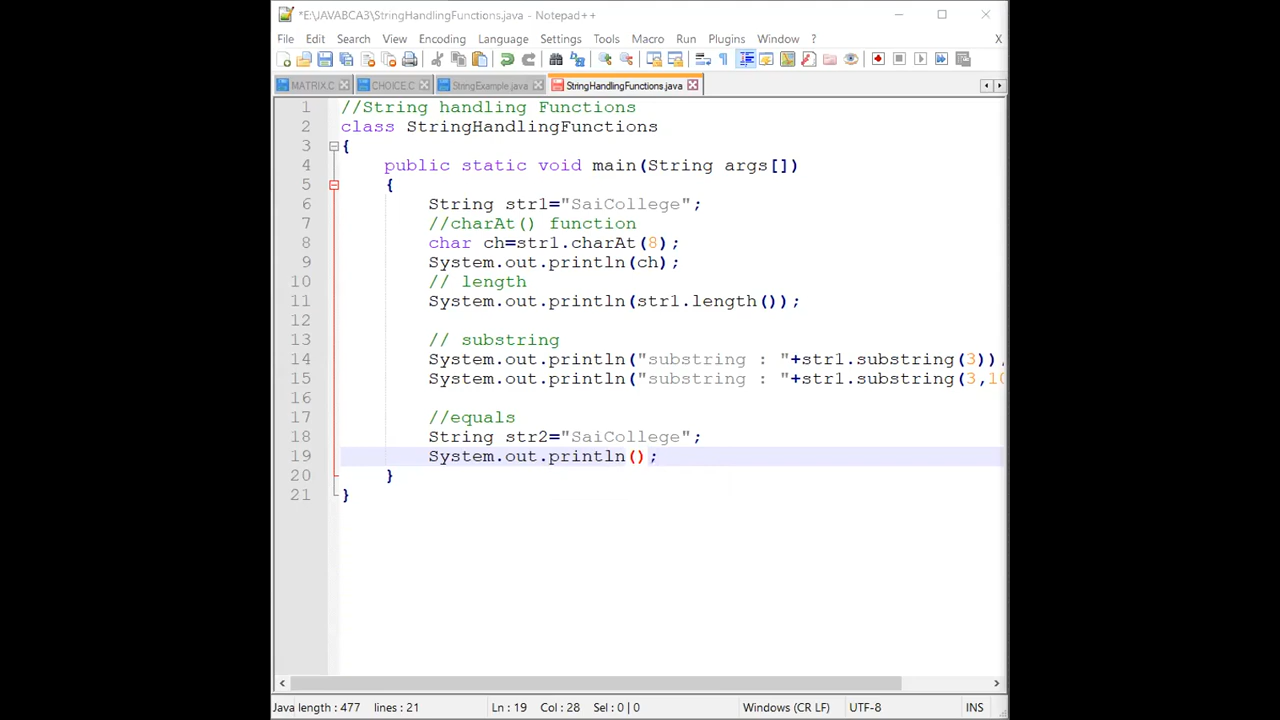 *E:\JAVABCA3\StringHandlingFunctions.java - Notepad++
File Edit Search View Encoding Language Settings Tools Macro Run Plugins Window ? X
MATRIX.C CHOICE.C StringExample.java StringHandlingFunctions.java
1 //String handling Functions
2 class StringHandlingFunctions
3 {
4 public static void main(String args[])
5 {
6 String str1="SaiCollege";
7 //charAt() function
8 char ch=str1.charAt(8);
9 System.out.println(ch);
10 // length
11 System.out.println(str1.length());
12
13 // substring
14 System.out.println("substring : "+str1.substring(3))
15 System.out.println("substring : "+str1.substring(3,10
16
17 //equals
18 String str2="SaiCollege";
19 System.out.println();
20 }
21 }
Java length : 477 lines : 21 Ln : 19 Col : 28 Sel : 0 | 0 Windows (CR LF) UTF-8 INS